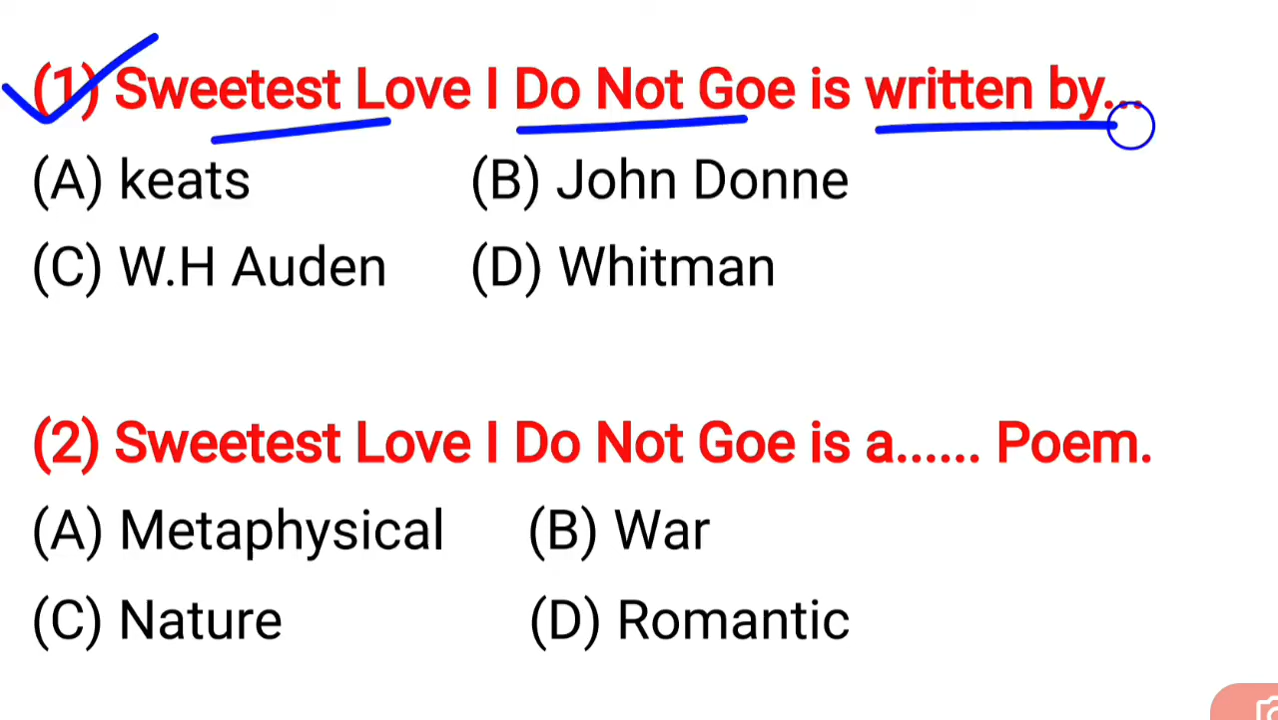 (1) Sweetest Love I Do Not Goe is written by...
(A) keats (B) John Donne
(C) W.H Auden (D) Whitman
(2) Sweetest Love I Do Not Goe is a...... Poem.
(A) Metaphysical (B) War
(C) Nature (D) Romantic